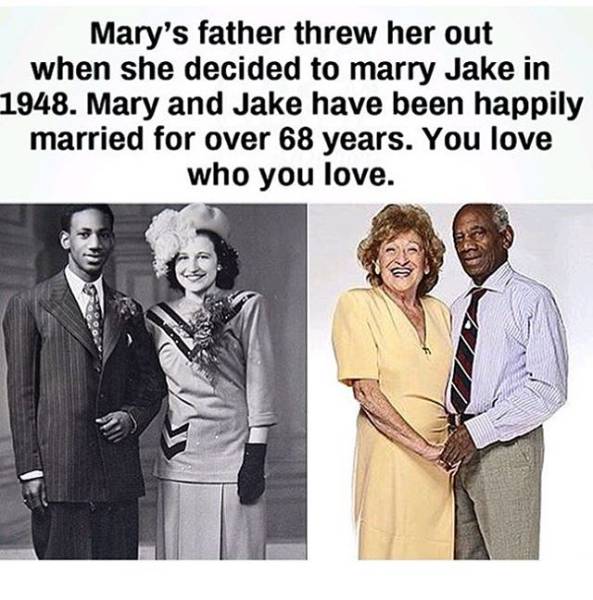 Mary’s father threw her out
when she decided to marry Jake in
1948. Mary and Jake have been happily
married for over 68 years. You love
who you love.